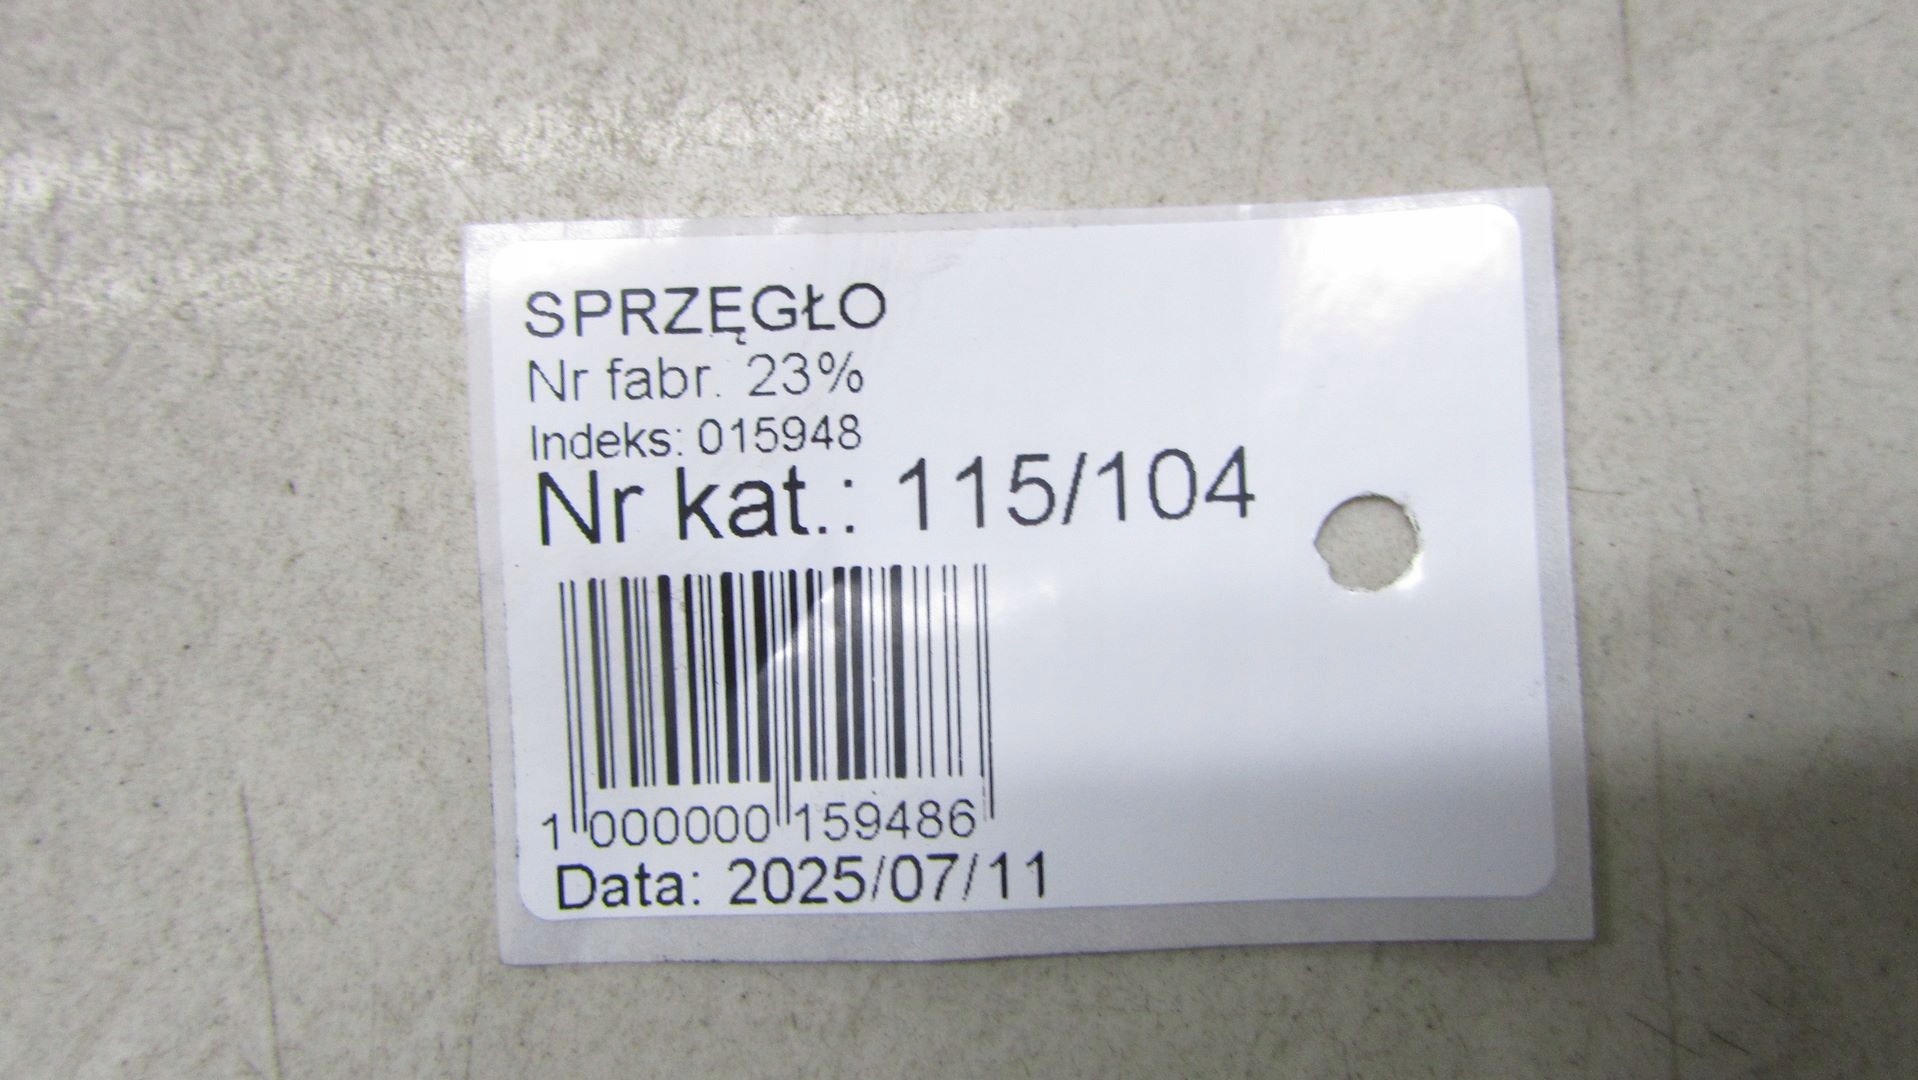 SPRZĘGŁO
Nr fabr. 23%
Indeks: 015948
Nr kat.: 115/104
1 000000 159486
Data: 2025/07/11